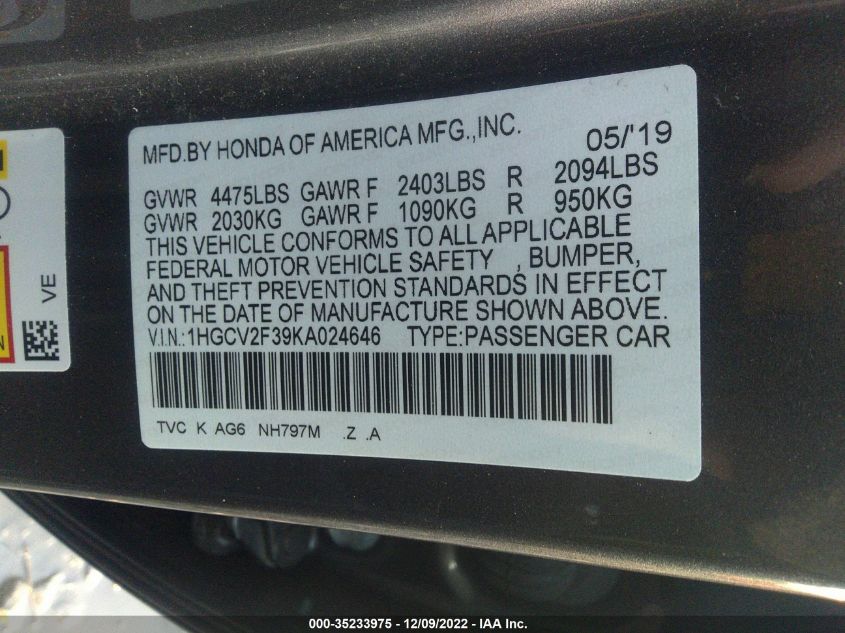 MFD.BY HONDA OF AMERICA MFG.,INC. 05/'19
GVWR 4475LBS GAWR F 2403LBS R 2094LBS
GVWR 2030KG GAWR F 1090KG R 950KG
THIS VEHICLE CONFORMS TO ALL APPLICABLE
FEDERAL MOTOR VEHICLE SAFETY , BUMPER,
AND THEFT PREVENTION STANDARDS IN EFFECT
ON THE DATE OF MANUFACTURE SHOWN ABOVE.
V.I.N.:1HGCV2F39KA024646 TYPE:PASSENGER CAR
TVC K AG6 NH797M .Z .A
VE
000-35233975 - 12/09/2022 - IAA Inc.